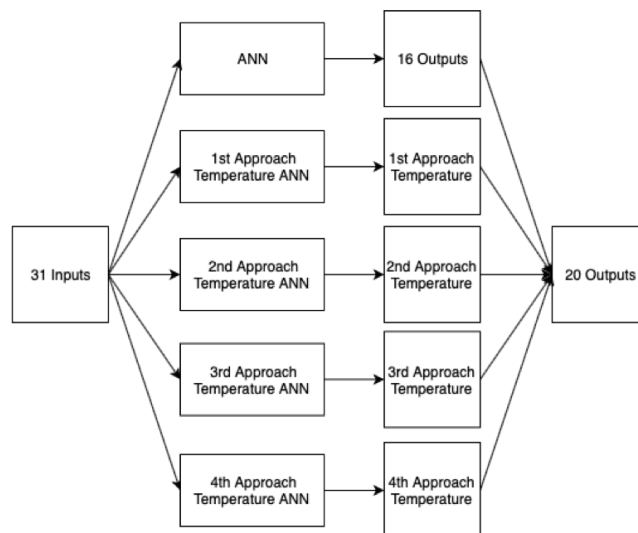 ANN
16 Outputs
1st Approach
Temperature ANN
1st Approach
Temperature
31 Inputs
2nd Approach
Temperature ANN
2nd Approach
Temperature
20 Outputs
3rd Approach
Temperature ANN
3rd Approach
Temperature
4th Approach
Temperature ANN
4th Approach
Temperature